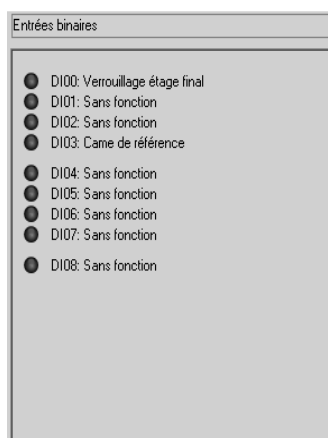 Entrées binaires
DI00: Verrouillage étage final
DI01: Sans fonction
DI02: Sans fonction
DI03: Came de référence
DI04: Sans fonction
DI05: Sans fonction
DI06: Sans fonction
DI07: Sans fonction
DI08: Sans fonction